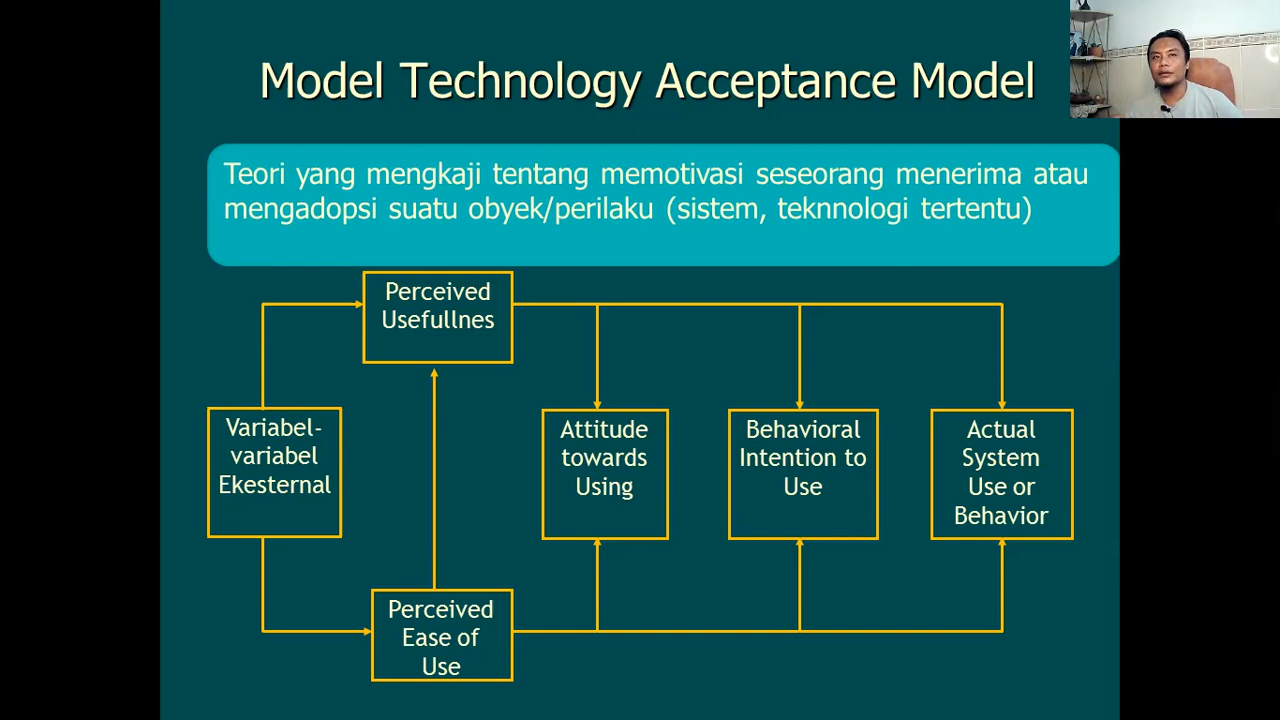 Model Technology Acceptance Model
Teori yang mengkaji tentang memotivasi seseorang menerima atau
mengadopsi suatu obyek/perilaku (sistem, teknnologi tertentu)
Perceived
Usefullnes
Variabel-
variabel
Ekesternal
Attitude
towards
Using
Behavioral
Intention to
Use
Actual
System
Use or
Behavior
Perceived
Ease of
Use